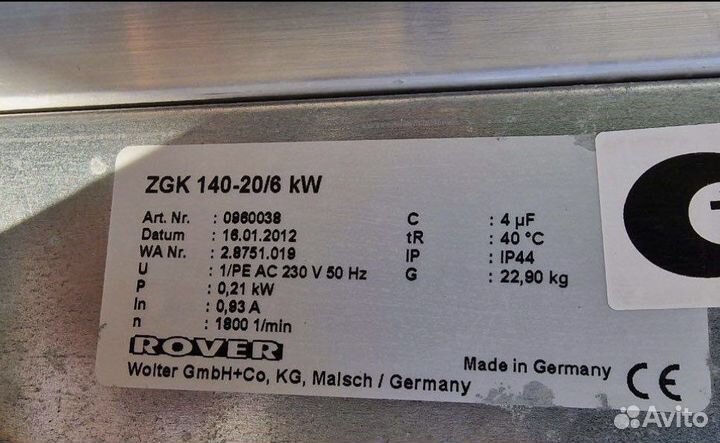 ZGK 140-20/6 kW
Art. Nr. : 0960038
Datum : 16.01.2012
WA Nr. : 2.8751.019
U : 1/PE AC 230 V 50 Hz
P : 0,21 kW
In : 0,93 A
n : 1800 1/min
C : 4 µF
tR : 40 °C
IP : IP44
G : 22,90 kg
ROVER
Wolter GmbH+Co, KG, Malsch / Germany
Made in Germany
CE
Avito